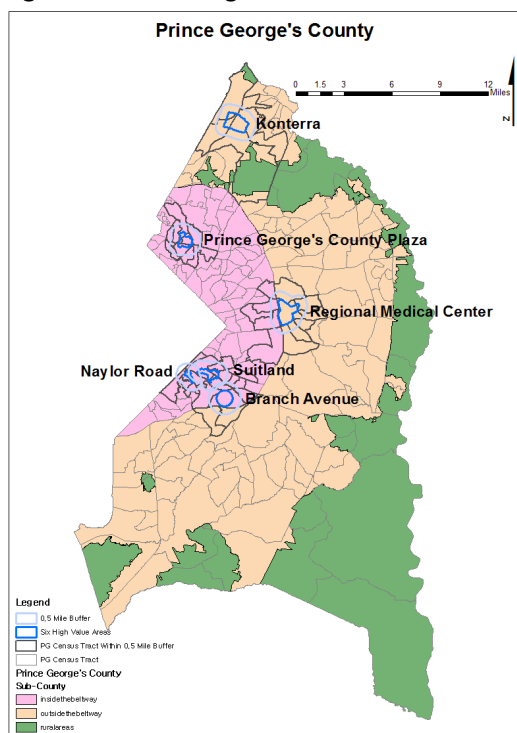 Prince George's County
0 1.5 3 6 9 12
Miles
N
Konterra
Prince George's County Plaza
Regional Medical Center
Naylor Road
Suitland
Branch Avenue
Legend
0,5 Mile Buffer
Six High Value Areas
PG Census Tract Within 0,5 Mile Buffer
PG Census Tract
Prince George's County
Sub-County
insidethebeltway
outsidethebeltway
ruralareas